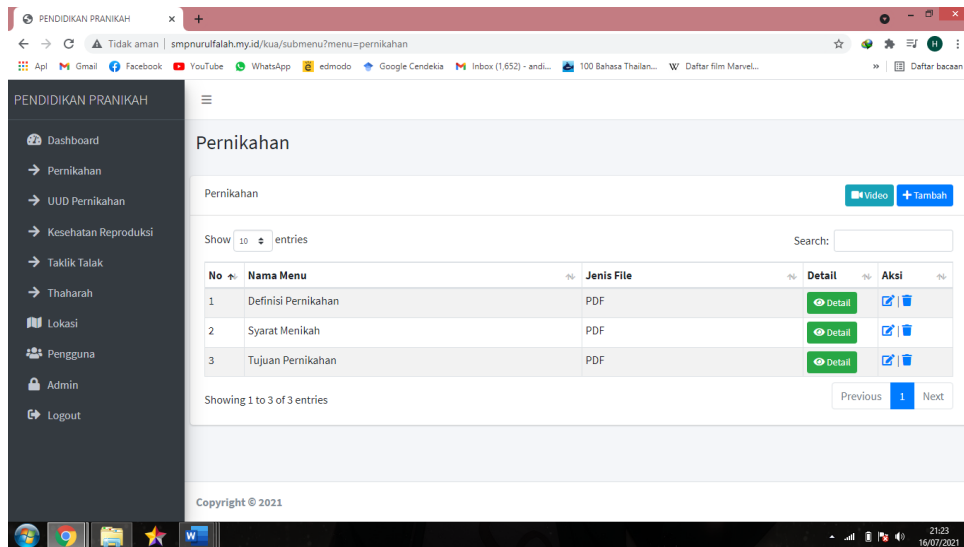 PENDIDIKAN PRANIKAH
Tidak aman | smpnurulfalah.my.id/kua/submenu?menu=pernikahan
H
Apl Gmail Facebook YouTube WhatsApp edmodo Google Cendekia Inbox (1,652) - andi... 100 Bahasa Thailan... W Daftar film Marvel... » Daftar bacaan
PENDIDIKAN PRANIKAH
Dashboard
Pernikahan
UUD Pernikahan
Kesehatan Reproduksi
Taklik Talak
Thaharah
Lokasi
Pengguna
Admin
Logout
Pernikahan
Pernikahan
Video
+ Tambah
Show 10 entries
Search:
No Nama Menu Jenis File Detail Aksi
1 Definisi Pernikahan PDF Detail |
2 Syarat Menikah PDF Detail |
3 Tujuan Pernikahan PDF Detail |
Showing 1 to 3 of 3 entries
Previous 1 Next
Copyright © 2021
W
21:23
16/07/2021